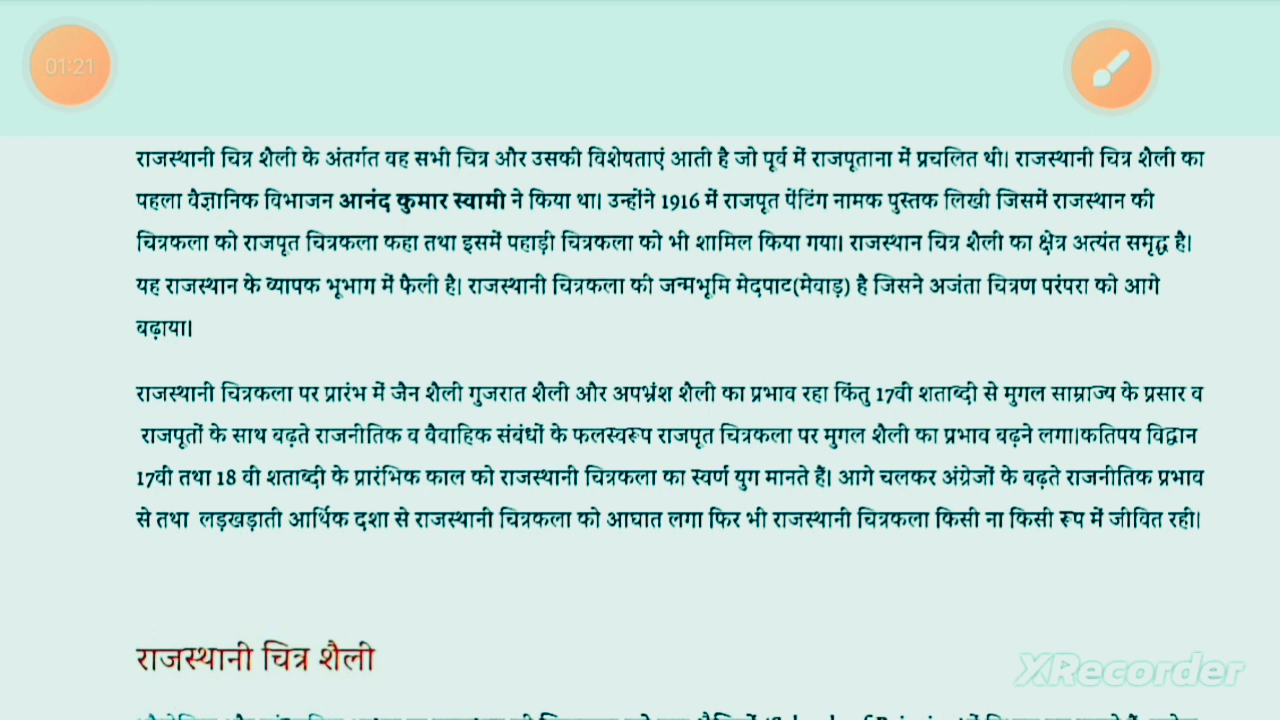 01:21
राजस्थानी चित्र शैली के अंतर्गत वह सभी चित्र और उसकी विशेषताएं आती है जो पूर्व में राजपूताना में प्रचलित थी। राजस्थानी चित्र शैली का
पहला वैज्ञानिक विभाजन आनंद कुमार स्वामी ने किया था। उन्होंने 1916 में राजपूत पेंटिंग नामक पुस्तक लिखी जिसमें राजस्थान की
चित्रकला को राजपूत चित्रकला कहा तथा इसमें पहाड़ी चित्रकला को भी शामिल किया गया। राजस्थान चित्र शैली का क्षेत्र अत्यंत समृद्ध है।
यह राजस्थान के व्यापक भूभाग में फैली है। राजस्थानी चित्रकला की जन्मभूमि मेदपाट(मेवाड़) है जिसने अजंता चित्रण परंपरा को आगे
बढ़ाया।
राजस्थानी चित्रकला पर प्रारंभ में जैन शैली गुजरात शैली और अपभ्रंश शैली का प्रभाव रहा किंतु 17वी शताब्दी से मुगल साम्राज्य के प्रसार व
राजपूतों के साथ बढ़ते राजनीतिक व वैवाहिक संबंधों के फलस्वरूप राजपूत चित्रकला पर मुगल शैली का प्रभाव बढ़ने लगा।कतिपय विद्वान
17वी तथा 18 वी शताब्दी के प्रारंभिक काल को राजस्थानी चित्रकला का स्वर्ण युग मानते हैं। आगे चलकर अंग्रेजों के बढ़ते राजनीतिक प्रभाव
से तथा लड़खड़ाती आर्थिक दशा से राजस्थानी चित्रकला को आघात लगा फिर भी राजस्थानी चित्रकला किसी ना किसी रूप में जीवित रही।
राजस्थानी चित्र शैली
XRecorder